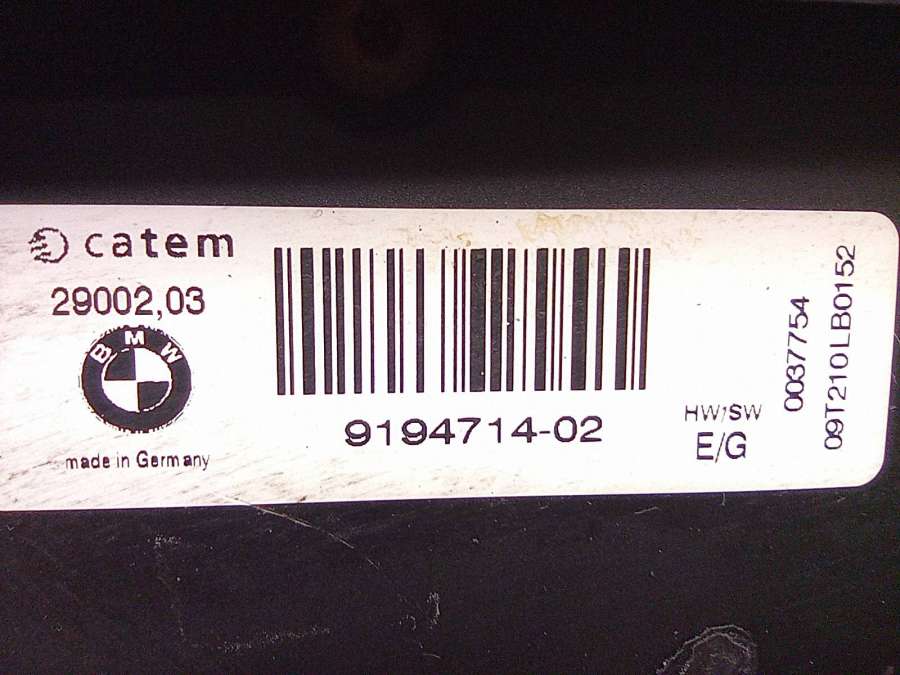 catem
29002,03
BMW
made in Germany
9194714-02
HW/SW
E/G
0037754
09T210LB0152